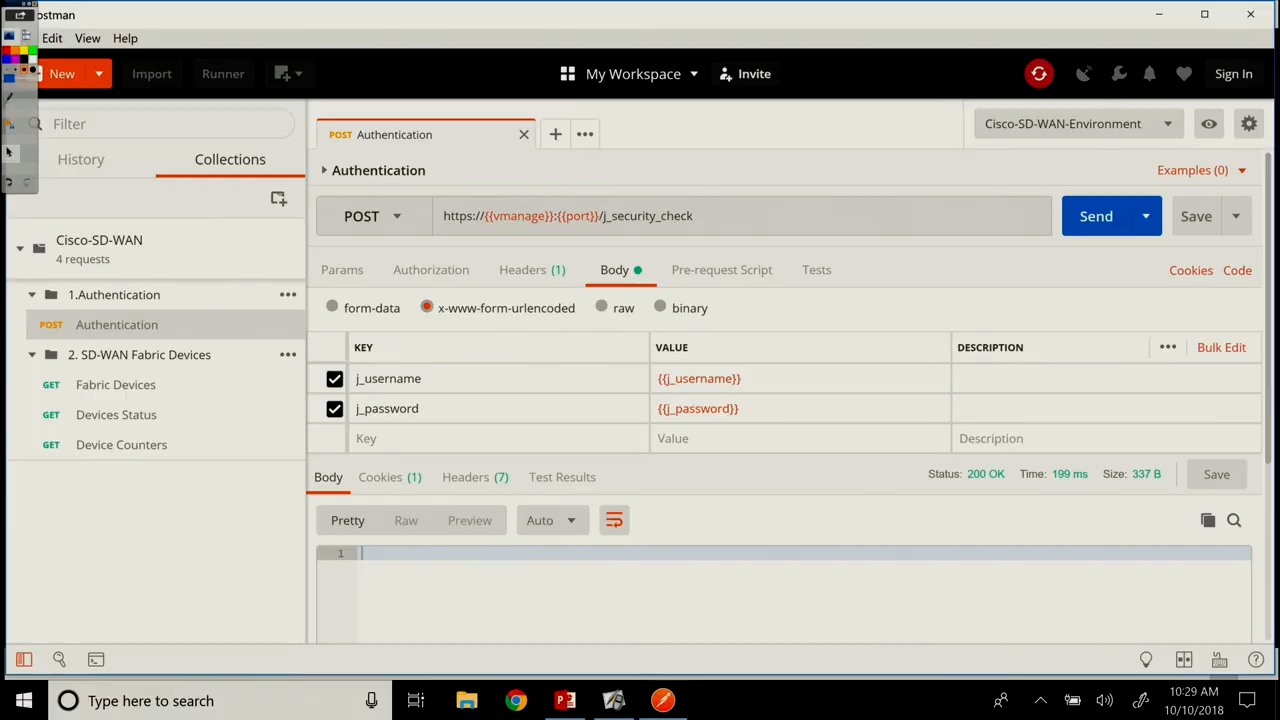 ostman
Edit View Help
New Import Runner My Workspace Invite Sign In
Filter
History Collections
Cisco-SD-WAN
4 requests
1.Authentication
POST Authentication
2. SD-WAN Fabric Devices
GET Fabric Devices
GET Devices Status
GET Device Counters
POST Authentication
Cisco-SD-WAN-Environment
Authentication Examples (0)
POST https://{{vmanage}}:{{port}}/j_security_check Send Save
Params Authorization Headers (1) Body Pre-request Script Tests Cookies Code
form-data x-www-form-urlencoded raw binary
KEY VALUE DESCRIPTION Bulk Edit
j_username {{j_username}}
j_password {{j_password}}
Key Value Description
Body Cookies (1) Headers (7) Test Results Status: 200 OK Time: 199 ms Size: 337 B Save
Pretty Raw Preview Auto
1
Type here to search
10:29 AM
10/10/2018